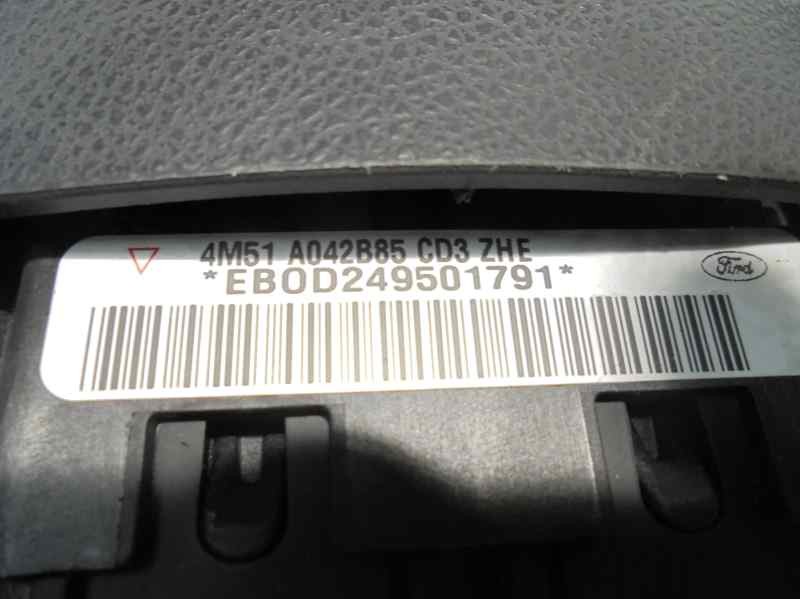 4M51 A042B85 CD3 ZHE
*EB0D249501791*
Ford